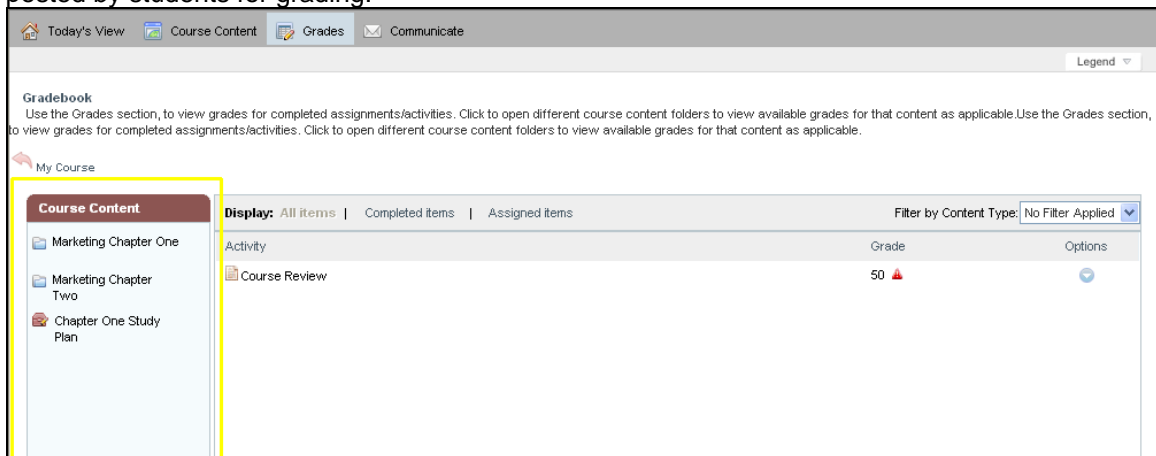 posted by students for grading.
Today's View Course Content Grades Communicate
Legend
Gradebook
Use the Grades section, to view grades for completed assignments/activities. Click to open different course content folders to view available grades for that content as applicable.Use the Grades section,
to view grades for completed assignments/activities. Click to open different course content folders to view available grades for that content as applicable.
My Course
Course Content
Display: All items | Completed items | Assigned items Filter by Content Type: No Filter Applied
Marketing Chapter One
Activity Grade Options
Marketing Chapter
Two
Course Review 50
Chapter One Study
Plan